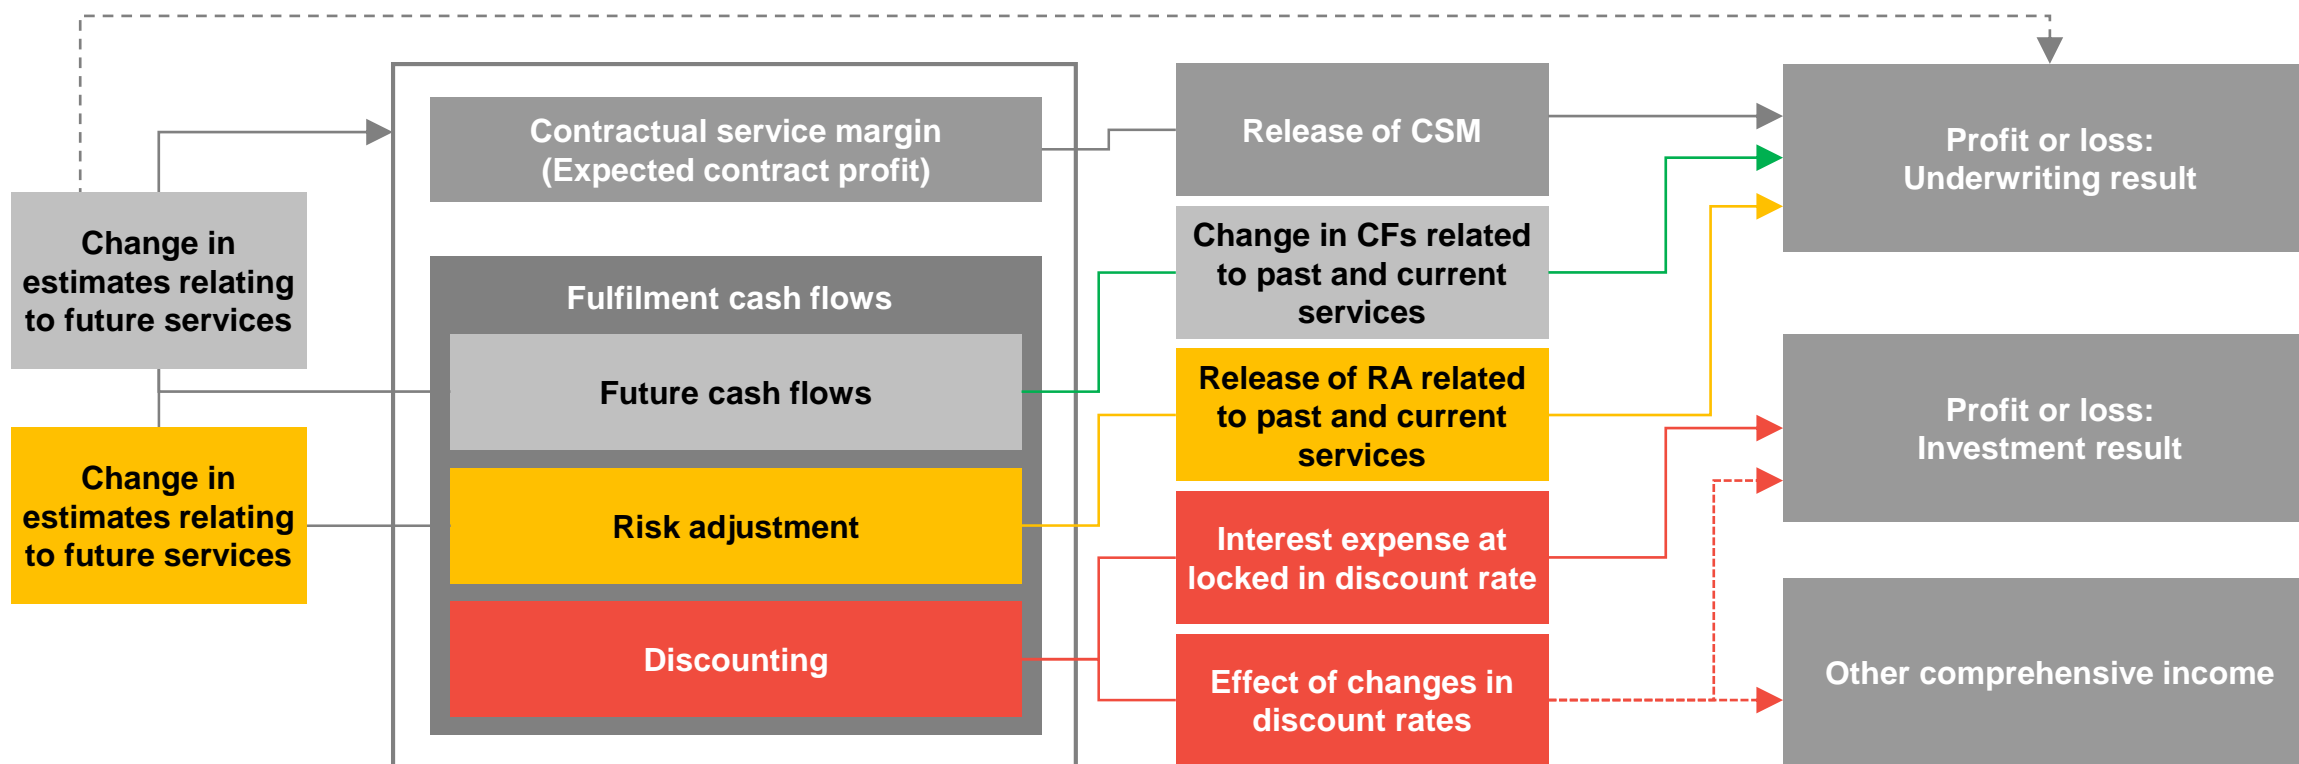 Change in
estimates relating
to future services
Change in
estimates relating
to future services
Contractual service margin
(Expected contract profit)
Fulfilment cash flows
Future cash flows
Risk adjustment
Discounting
Release of CSM
Change in CFs related
to past and current
services
Release of RA related
to past and current
services
Interest expense at
locked in discount rate
Effect of changes in
discount rates
Profit or loss:
Underwriting result
Profit or loss:
Investment result
Other comprehensive income